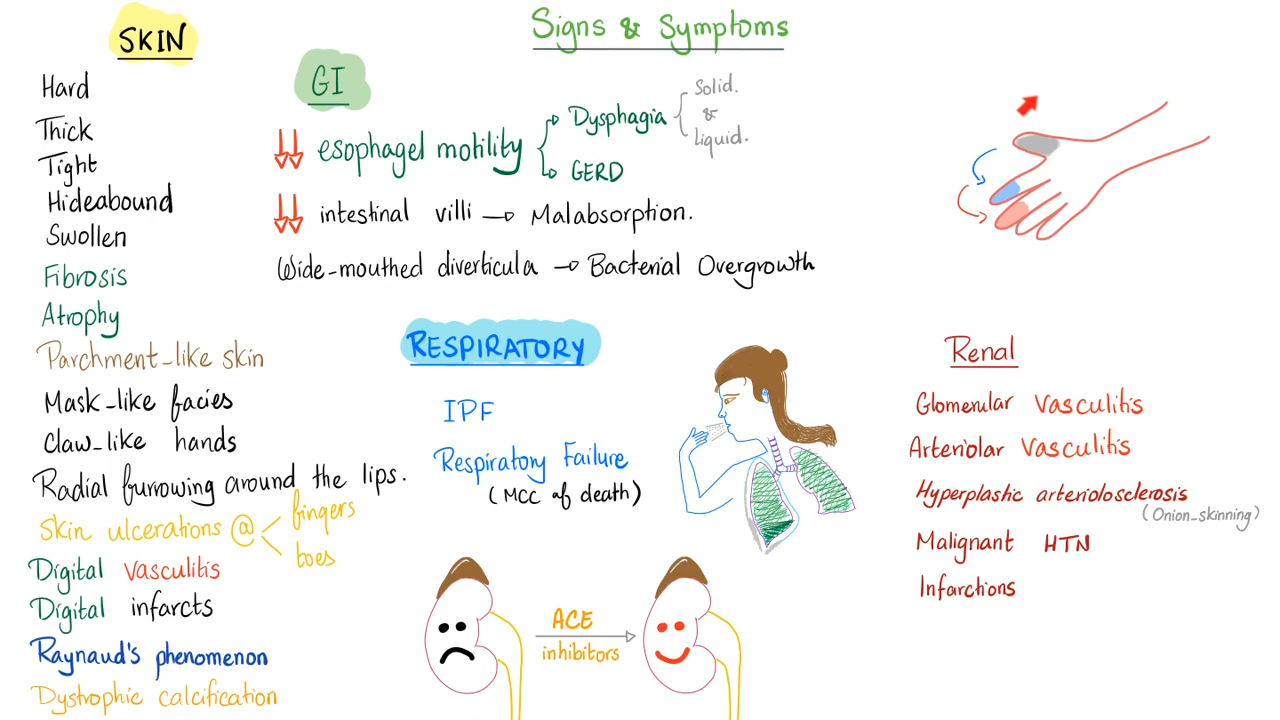 Signs & Symptoms
SKIN
Hard
Thick
Tight
Hideabound
Swollen
Fibrosis
Atrophy
Parchment-like skin
Mask-like facies
Claw-like hands
Radial furrowing around the lips.
Skin ulcerations @ fingers
toes
Digital vasculitis
Digital infarcts
Raynaud's phenomenon
Dystrophic calcification
GI
esophagel motility
Dysphagia
Solid.
&
liquid.
GERD
intestinal villi → Malabsorption.
Wide-mouthed diverticula → Bacterial Overgrowth
RESPIRATORY
IPF
Respiratory Failure
(MCC of death)
ACE
inhibitors
Renal
Glomerular Vasculitis
Arteriolar Vasculitis
Hyperplastic arteriolosclerosis
(Onion-skinning)
Malignant HTN
Infarctions